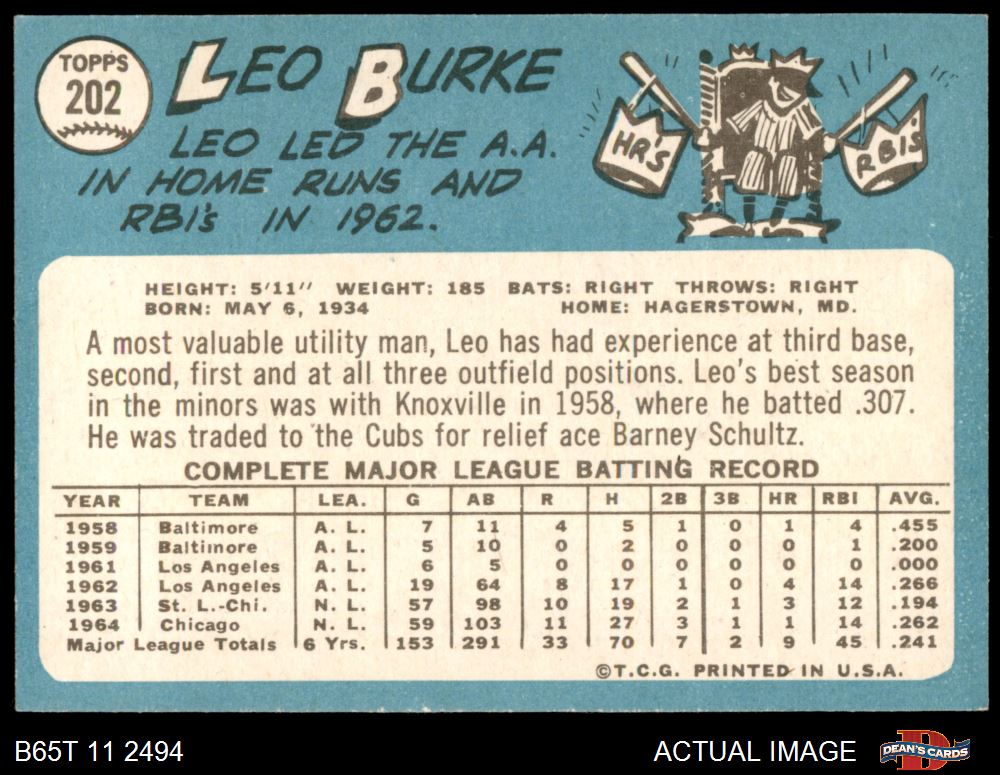 TOPPS
202
LEO BURKE
LEO LED THE A.A.
IN HOME RUNS AND
RBI's IN 1962.
HR'S
RBI'S
HEIGHT: 5'11" WEIGHT: 185 BATS: RIGHT THROWS: RIGHT
BORN: MAY 6, 1934 HOME: HAGERSTOWN, MD.
A most valuable utility man, Leo has had experience at third base,
second, first and at all three outfield positions. Leo's best season
in the minors was with Knoxville in 1958, where he batted .307.
He was traded to the Cubs for relief ace Barney Schultz.
COMPLETE MAJOR LEAGUE BATTING RECORD
YEAR TEAM LEA. G AB R H 2B 3B HR RBI AVG.
1958 Baltimore A. L. 7 11 4 5 1 0 1 4 .455
1959 Baltimore A. L. 5 10 0 2 0 0 0 1 .200
1961 Los Angeles A. L. 6 5 0 0 0 0 0 0 .000
1962 Los Angeles A. L. 19 64 8 17 1 0 4 14 .266
1963 St. L.-Chi. N. L. 57 98 10 19 2 1 3 12 .194
1964 Chicago N. L. 59 103 11 27 3 1 1 14 .262
Major League Totals 6 Yrs. 153 291 33 70 7 2 9 45 .241
©T.C.G. PRINTED IN U.S.A.
B65T 11 2494 ACTUAL IMAGE D DEAN'S CARDS